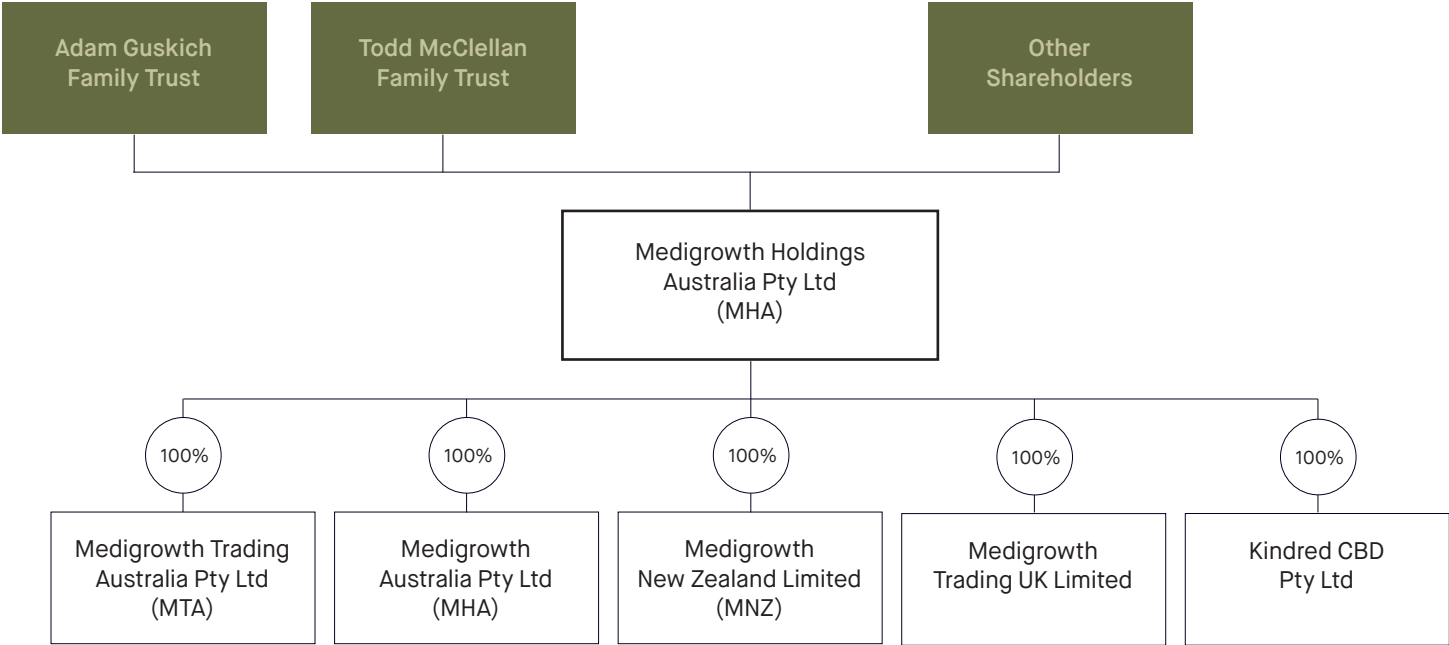 Adam Guskich
Family Trust
Todd McClellan
Family Trust
Other
Shareholders
Medigrowth Holdings
Australia Pty Ltd
(MHA)
100%
100%
100%
100%
100%
Medigrowth Trading
Australia Pty Ltd
(MTA)
Medigrowth
Australia Pty Ltd
(MHA)
Medigrowth
New Zealand Limited
(MNZ)
Medigrowth
Trading UK Limited
Kindred CBD
Pty Ltd